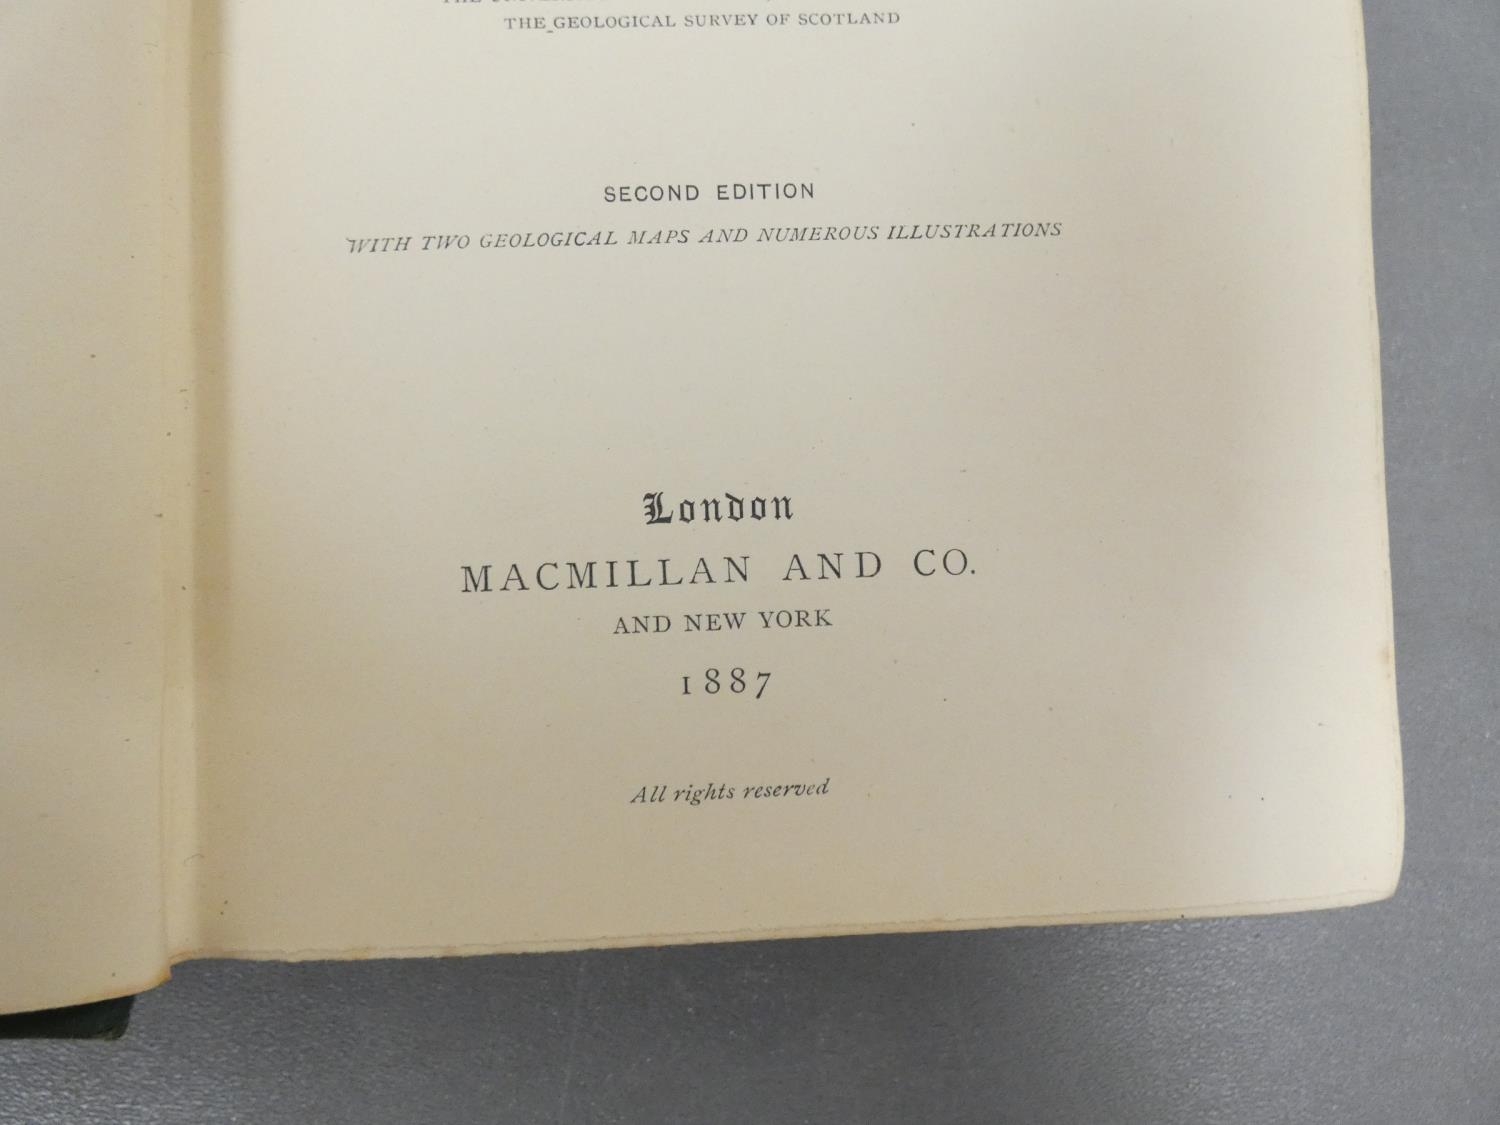 THE GEOLOGICAL SURVEY OF SCOTLAND
SECOND EDITION
WITH TWO GEOLOGICAL MAPS AND NUMEROUS ILLUSTRATIONS
London
MACMILLAN AND CO.
AND NEW YORK
1887
All rights reserved